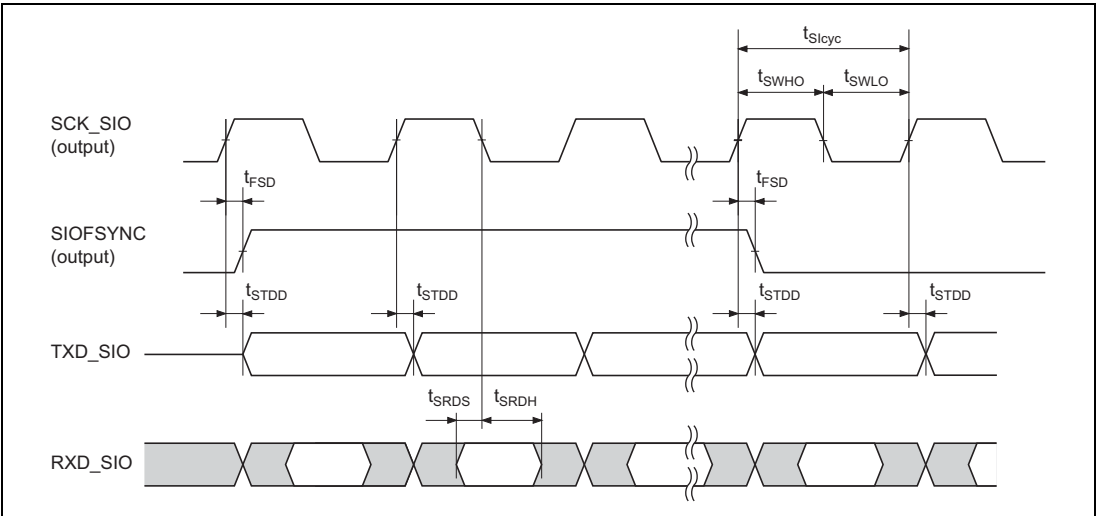 tSIcyc
tSWHO tSWLO
SCK_SIO
(output)
tFSD tFSD
SIOFSYNC
(output)
tSTDD tSTDD tSTDD tSTDD
TXD_SIO
tSRDS tSRDH
RXD_SIO